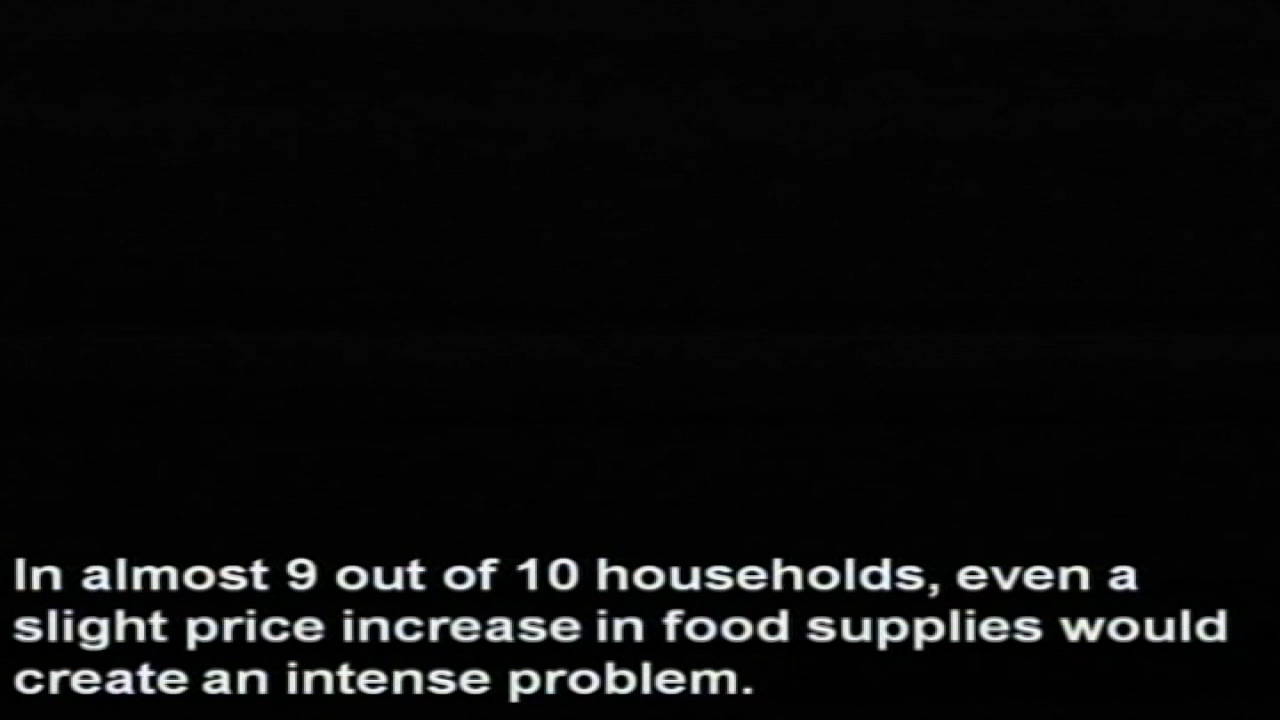 In almost 9 out of 10 households, even a
slight price increase in food supplies would
create an intense problem.